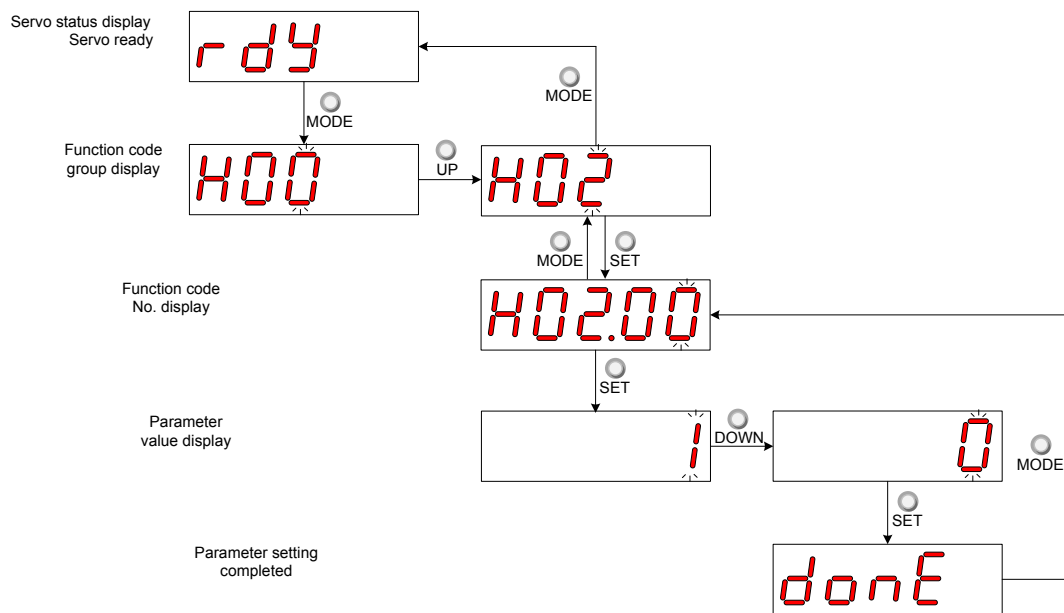 Servo status display
Servo ready
rdy
MODE
MODE
Function code
group display
H00
UP
H02
MODE
SET
Function code
No. display
H02.00
SET
Parameter
value display
1
DOWN
0
MODE
SET
Parameter setting
completed
donE